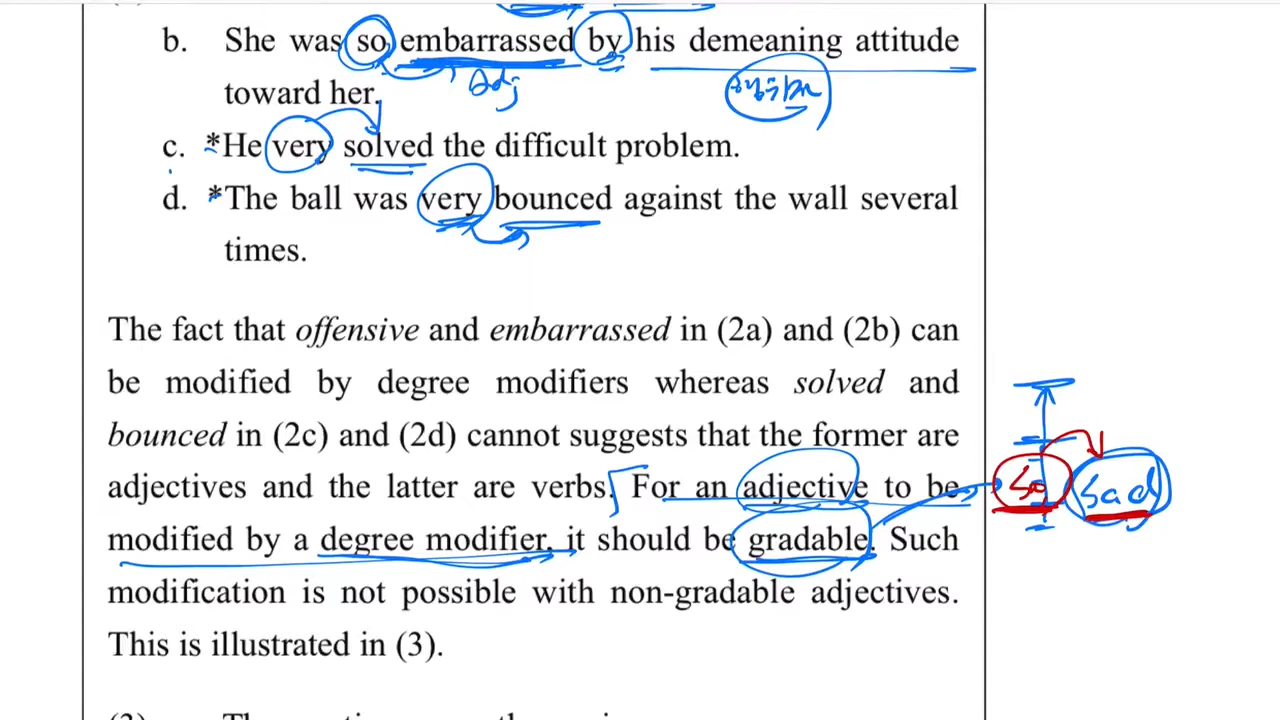 b. She was so embarrassed by his demeaning attitude
Adj
toward her.
c. *He very solved the difficult problem.
d. *The ball was very bounced against the wall several
times.
The fact that offensive and embarrassed in (2a) and (2b) can
be modified by degree modifiers whereas solved and
bounced in (2c) and (2d) cannot suggests that the former are
adjectives and the latter are verbs. For an adjective to be
so sad
modified by a degree modifier, it should be gradable. Such
modification is not possible with non-gradable adjectives.
This is illustrated in (3).